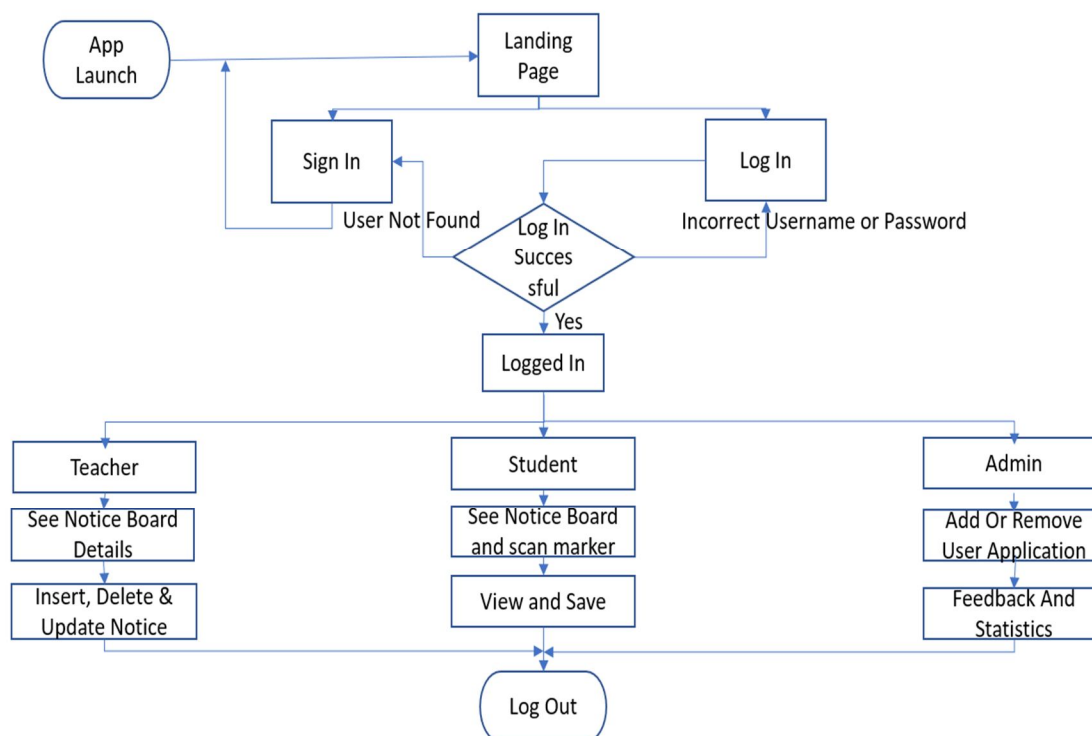 App
Launch
Landing
Page
Sign In
Log In
User Not Found
Incorrect Username or Password
Log In
Succes
sful
Yes
Logged In
Teacher
Student
Admin
See Notice Board
Details
See Notice Board
and scan marker
Add Or Remove
User Application
Insert, Delete &
Update Notice
View and Save
Feedback And
Statistics
Log Out